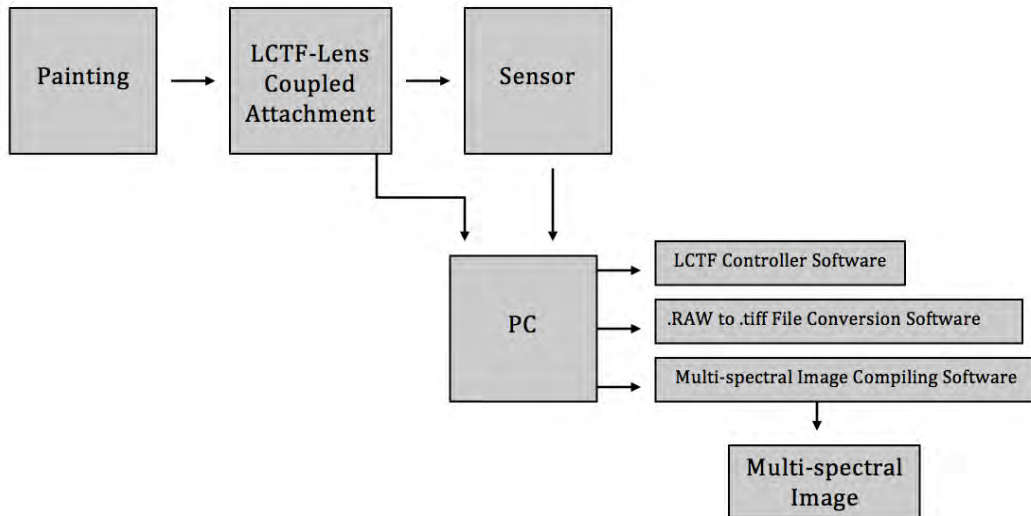 Painting
LCTF-Lens
Coupled
Attachment
Sensor
PC
LCTF Controller Software
.RAW to .tiff File Conversion Software
Multi-spectral Image Compiling Software
Multi-spectral
Image